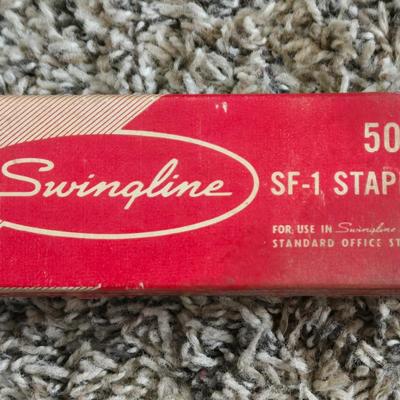 Swingline
50
SF-1 STAP
FOR USE IN Swingline
STANDARD OFFICE ST